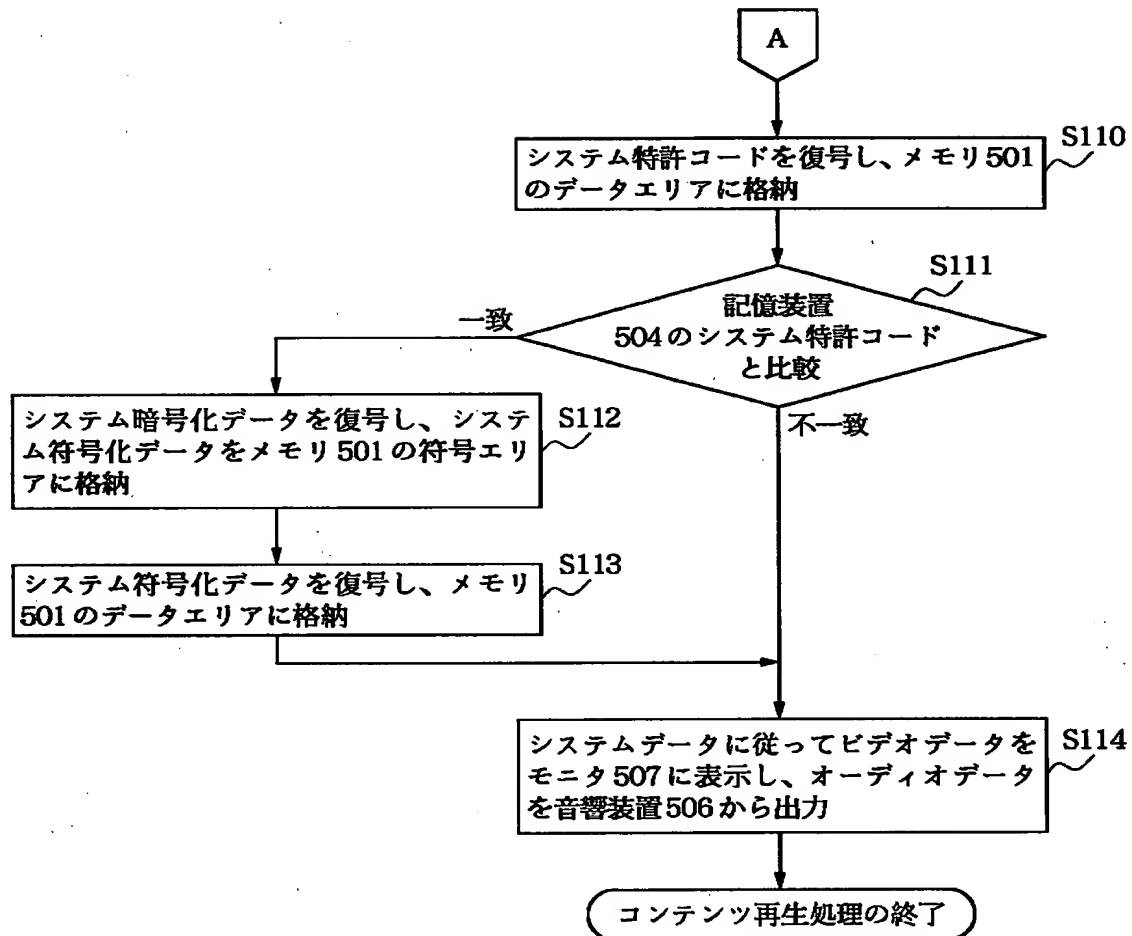 A
S110
システム特許コードを復号し、メモリ501
のデータエリアに格納
S111
記憶装置
504のシステム特許コード
と比較
一致
不一致
システム暗号化データを復号し、システ
ム符号化データをメモリ501の符号エリ
アに格納
S112
システム符号化データを復号し、メモリ
501のデータエリアに格納
S113
システムデータに従ってビデオデータを
モニタ507に表示し、オーディオデータ
を音響装置506から出力
S114
コンテンツ再生処理の終了